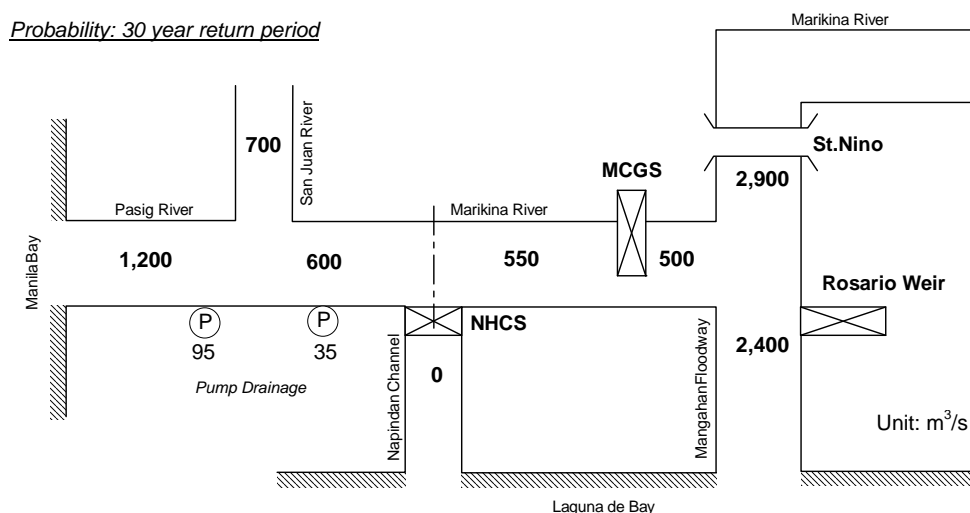 Probability: 30 year return period
Marikina River
700
San Juan River
St.Nino
MCGS
2,900
Pasig River
Marikina River
Manila Bay
1,200
600
550
500
Rosario Weir
P
P
NHCS
95
35
Pump Drainage
Napindan Channel
0
Mangahan Floodway
2,400
Unit: m³/s
Laguna de Bay